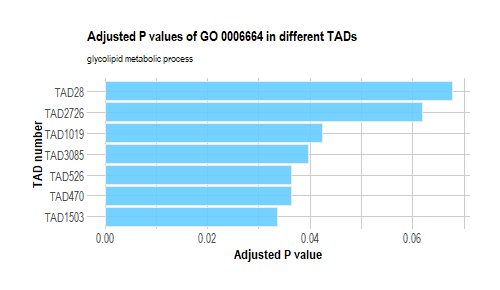 Adjusted P values of GO 0006664 in different TADs
glycolipid metabolic process
TAD number
TAD28
TAD2726
TAD1019
TAD3085
TAD526
TAD470
TAD1503
0.00 0.02 0.04 0.06
Adjusted P value